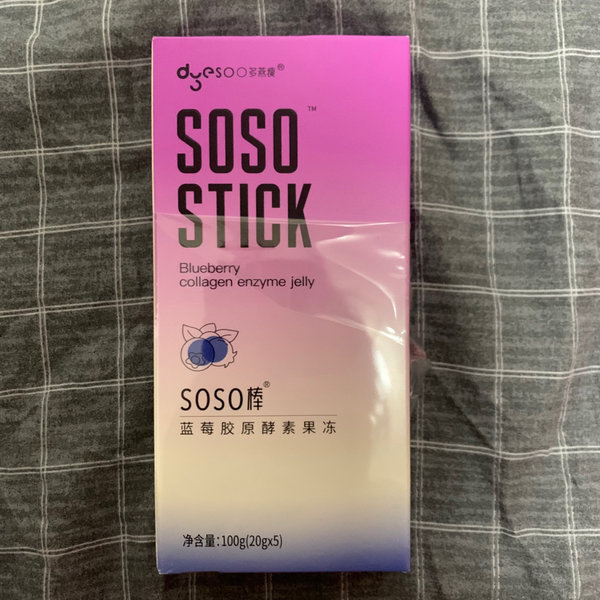 dyesoo多燕瘦®
SOSO™
STICK
Blueberry
collagen enzyme jelly
SOSO棒®
蓝莓胶原酵素果冻
净含量:100g(20gx5)